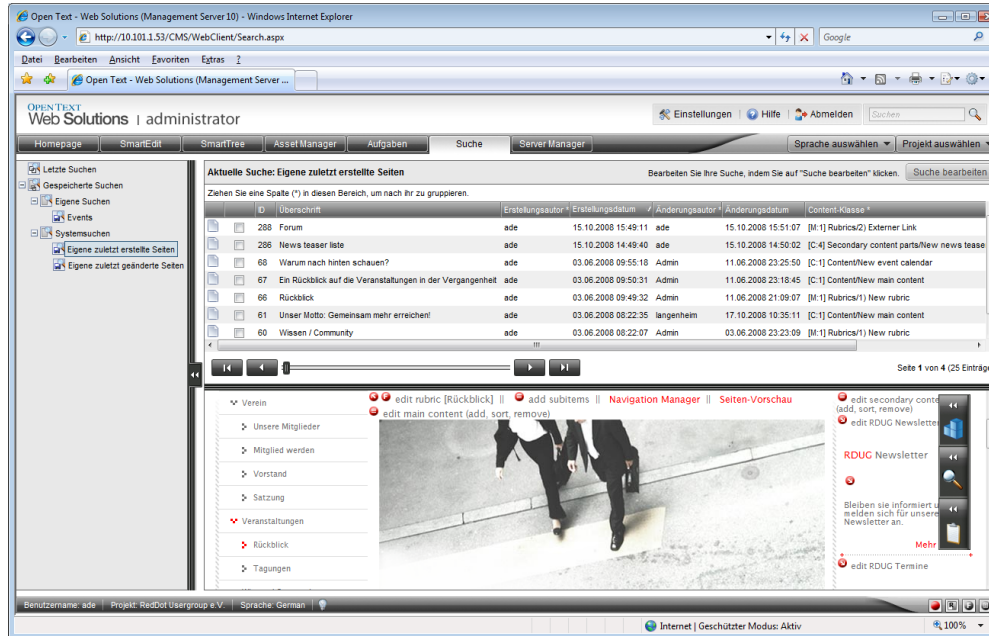 Open Text - Web Solutions (Management Server 10) - Windows Internet Explorer
http://10.101.1.53/CMS/WebClient/Search.aspx
Google
Datei Bearbeiten Ansicht Favoriten Extras ?
Open Text - Web Solutions (Management Server ...
OPEN TEXT
Web Solutions | administrator
Einstellungen | Hilfe | Abmelden Suchen
Homepage SmartEdit SmartTree Asset Manager Aufgaben Suche Server Manager Sprache auswählen Projekt auswählen
Letzte Suchen
Gespeicherte Suchen
Eigene Suchen
Events
Systemsuchen
Eigene zuletzt erstellte Seiten
Eigene zuletzt geänderte Seiten
Aktuelle Suche: Eigene zuletzt erstellte Seiten Bearbeiten Sie Ihre Suche, indem Sie auf "Suche bearbeiten" klicken. Suche bearbeiten
Ziehen Sie eine Spalte (*) in diesen Bereich, um nach ihr zu gruppieren.
ID Überschrift Erstellungsautor * Erstellungsdatum Änderungsautor * Änderungsdatum Content-Klasse *
288 Forum ade 15.10.2008 15:49:11 ade 15.10.2008 15:51:07 [M:1] Rubrics/2) Externer Link
286 News teaser liste ade 15.10.2008 14:49:40 ade 15.10.2008 14:50:02 [C:4] Secondary content parts/New news tease
68 Warum nach hinten schauen? ade 03.06.2008 09:55:18 Admin 11.06.2008 23:25:50 [C:1] Content/New event calendar
67 Ein Rückblick auf die Veranstaltungen in der Vergangenheit ade 03.06.2008 09:50:31 Admin 11.06.2008 23:18:45 [C:1] Content/New main content
66 Rückblick ade 03.06.2008 09:49:32 Admin 11.06.2008 21:09:07 [M:1] Rubrics/1) New rubric
61 Unser Motto: Gemeinsam mehr erreichen! ade 03.06.2008 08:22:35 langenheim 17.10.2008 10:35:11 [C:1] Content/New main content
60 Wissen / Community ade 03.06.2008 08:22:07 Admin 03.06.2008 23:23:09 [M:1] Rubrics/1) New rubric
Seite 1 von 4 (25 Einträge
Verein
Unsere Mitglieder
Mitglied werden
Vorstand
Satzung
Veranstaltungen
Rückblick
Tagungen
edit rubric [Rückblick] || add subitems || Navigation Manager || Seiten-Vorschau
edit main content (add, sort, remove)
edit secondary conte
(add, sort, remove)
edit RDUG Newsletter
RDUG Newsletter
Bleiben sie informiert u
melden sich für unsere
Newsletter an.
Mehr
edit RDUG Termine
Benutzername: ade | Projekt: RedDot Usergroup e.V. | Sprache: German
Internet | Geschützter Modus: Aktiv 100%